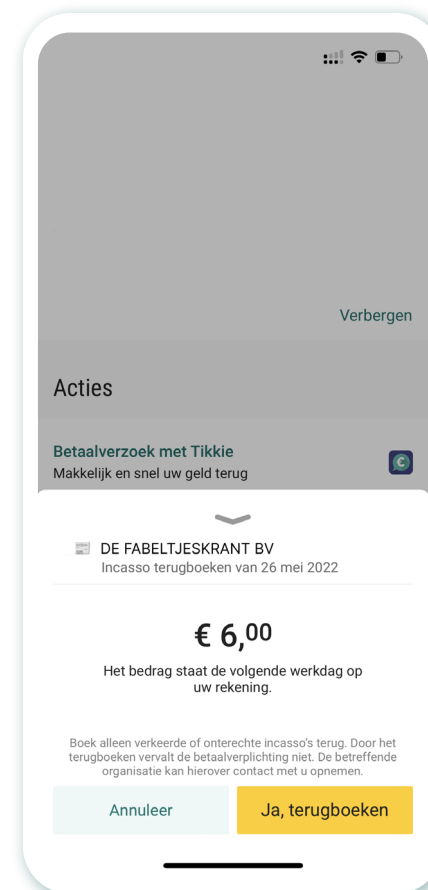 Verbergen
Acties
Betaalverzoek met Tikkie
Makkelijk en snel uw geld terug
DE FABELTJESKRANT BV
Incasso terugboeken van 26 mei 2022
€ 6,00
Het bedrag staat de volgende werkdag op
uw rekening.
Boek alleen verkeerde of onterechte incasso's terug. Door het
terugboeken vervalt de betaalverplichting niet. De betreffende
organisatie kan hierover contact met u opnemen.
Annuleer
Ja, terugboeken